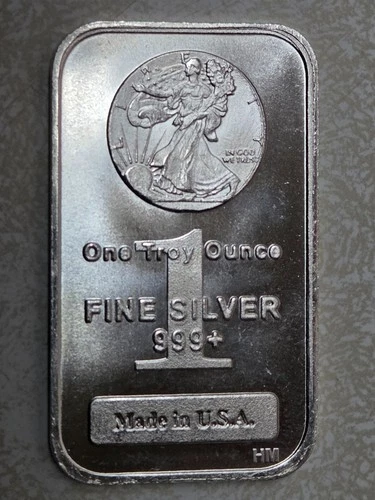 LIBERTY
IN GOD
WE TRUST
1
One Troy Ounce
FINE SILVER
999+
Made in U.S.A.
HM